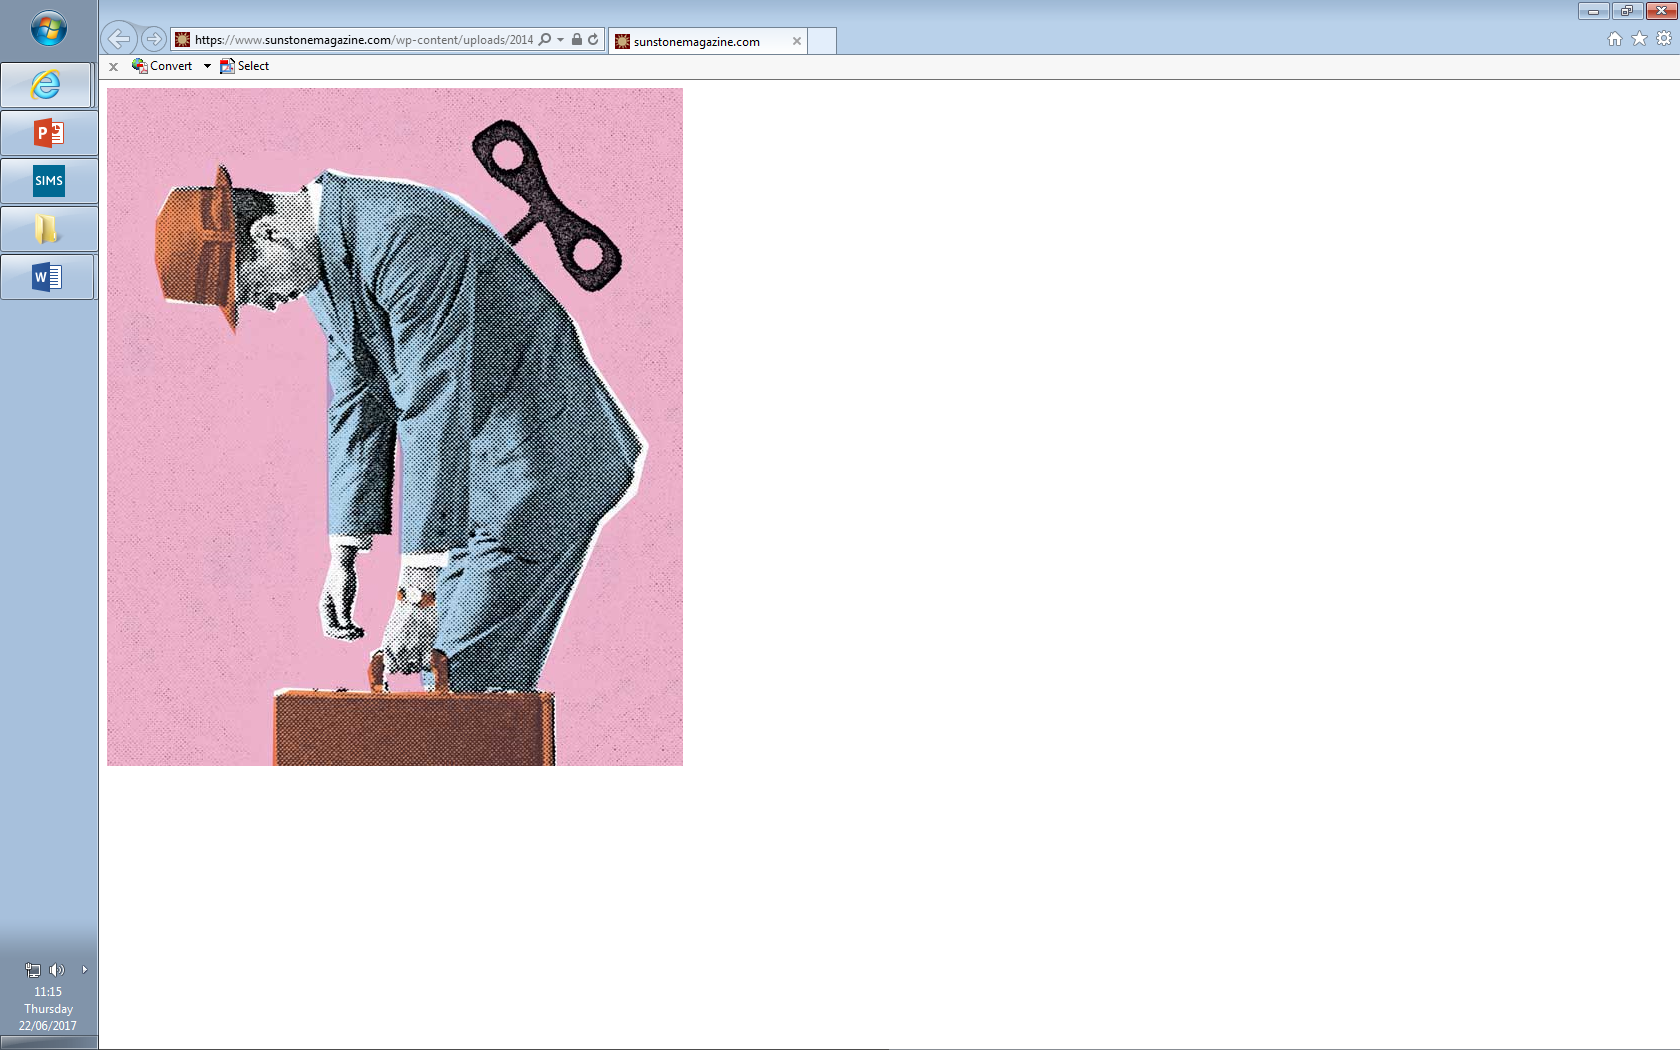 https://www.sunstonemagazine.com/wp-content/uploads/2014
sunstonemagazine.com
Convert
Select
P
SIMS
W
11:15
Thursday
22/06/2017